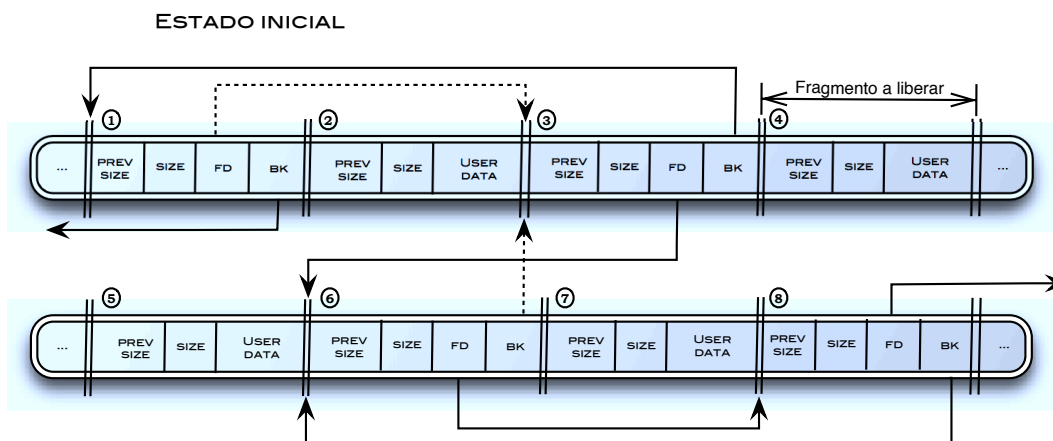 ESTADO INICIAL
Fragmento a liberar
① ② ③ ④
... PREV SIZE SIZE FD BK PREV SIZE SIZE USER DATA PREV SIZE SIZE FD BK PREV SIZE SIZE USER DATA ...
⑤ ⑥ ⑦ ⑧
... PREV SIZE SIZE USER DATA PREV SIZE SIZE FD BK PREV SIZE SIZE USER DATA PREV SIZE SIZE FD BK ...